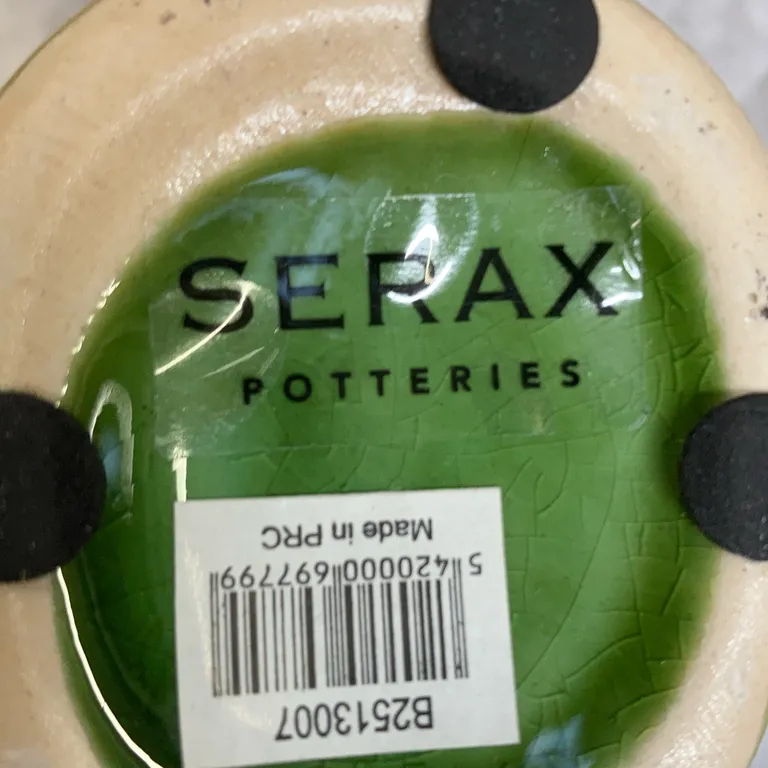 SERAX
POTTERIES
B2513007
5 420000 697799
Made in PRC